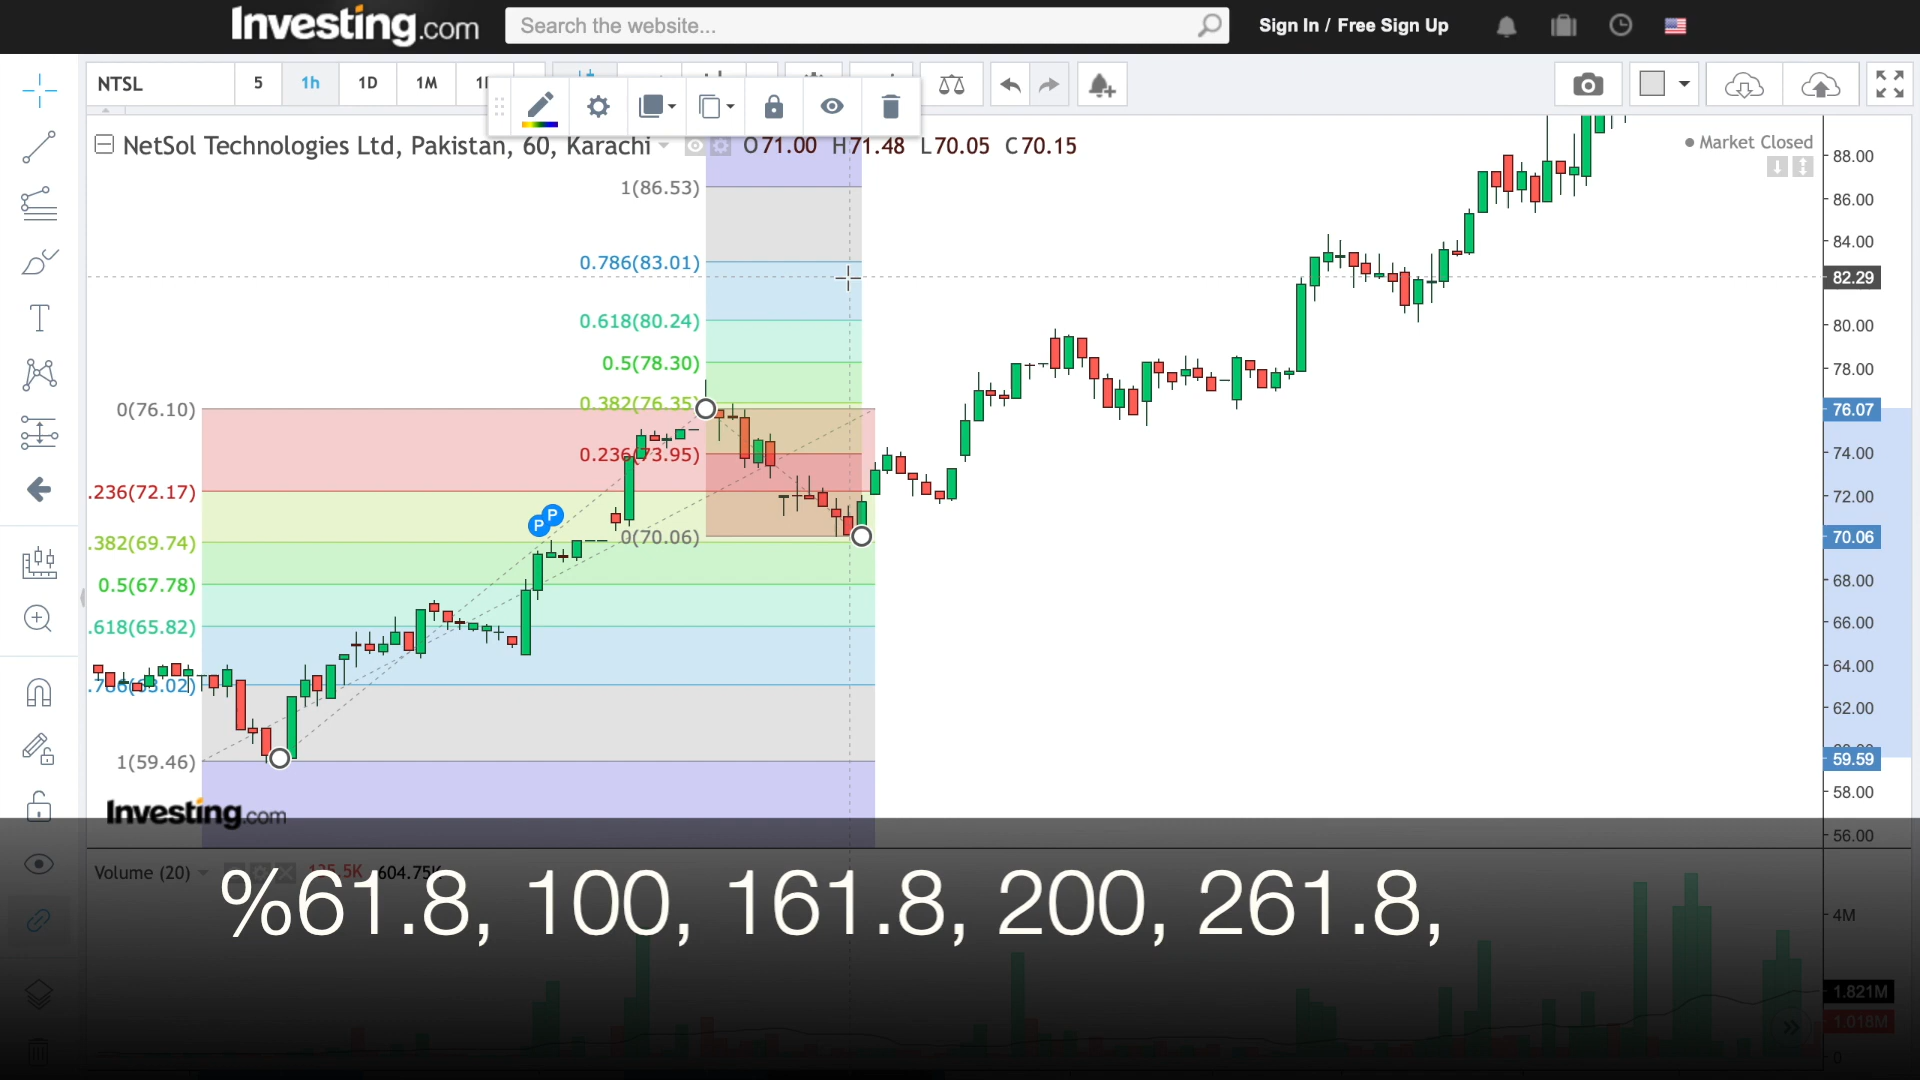 Investing.com
Search the website...
Sign In / Free Sign Up
NTSL
5
1h
1D
1M
NetSol Technologies Ltd, Pakistan, 60, Karachi
O71.00 H71.48 L70.05 C70.15
Market Closed
1(86.53)
0.786(83.01)
0.618(80.24)
0.5(78.30)
0.382(76.35)
0.236(73.95)
0(70.06)
0(76.10)
.236(72.17)
.382(69.74)
0.5(67.78)
.618(65.82)
.786(63.02)
1(59.46)
P
P
88.00
86.00
84.00
82.29
80.00
78.00
76.07
74.00
72.00
70.06
68.00
66.00
64.00
62.00
59.59
58.00
56.00
Investing.com
Volume (20)
604.75K
%61.8, 100, 161.8, 200, 261.8,
4M
1.821M
1.018M
0